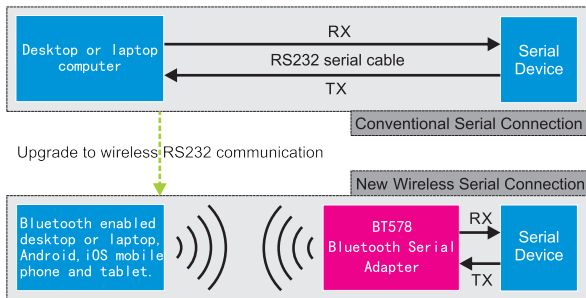 Desktop or laptop
computer
RX
RS232 serial cable
TX
Serial
Device
Conventional Serial Connection
Upgrade to wireless RS232 communication
New Wireless Serial Connection
Bluetooth enabled
desktop or laptop,
Android, iOS mobile
phone and tablet.
BT578
Bluetooth Serial
Adapter
RX
TX
Serial
Device